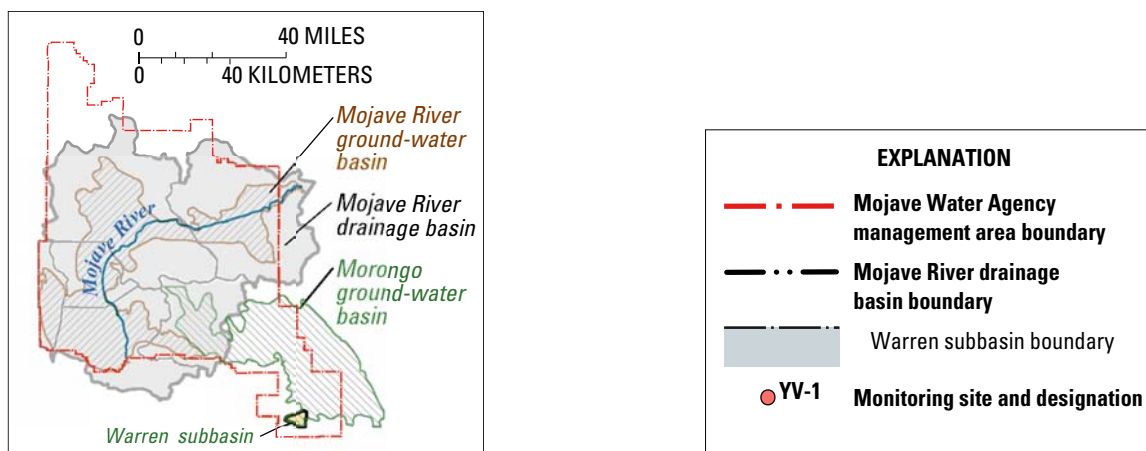 0 40 MILES
0 40 KILOMETERS
Mojave River
ground-water
basin
Mojave River
drainage basin
Mojave River
Morongo
ground-water
basin
Warren subbasin
EXPLANATION
Mojave Water Agency
management area boundary
Mojave River drainage
basin boundary
Warren subbasin boundary
YV-1 Monitoring site and designation